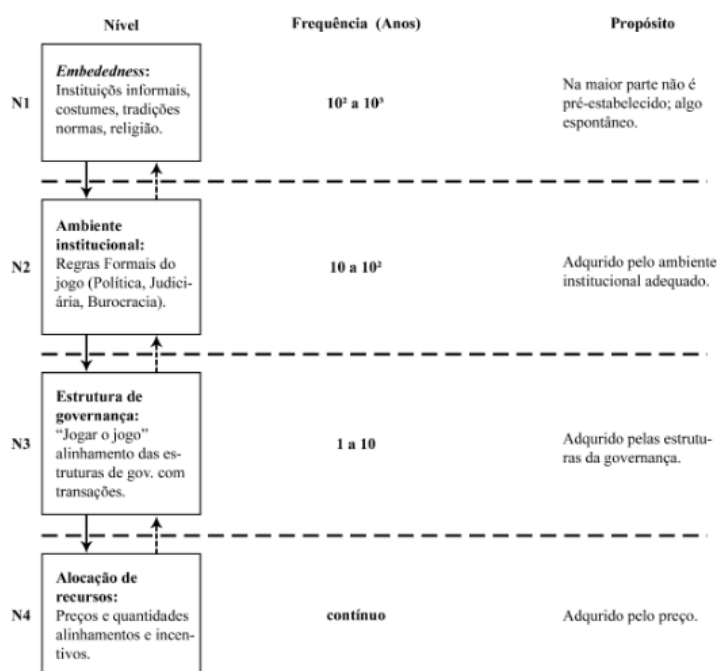 Nível Frequência (Anos) Propósito
N1
Embededness:
Instituiçõs informais,
costumes, tradições
normas, religião.
10² a 10³
Na maior parte não é
pré-estabelecido; algo
espontâneo.
N2
Ambiente
institucional:
Regras Formais do
jogo (Política, Judici-
ária, Burocracia).
10 a 10²
Adqurido pelo ambiente
institucional adequado.
N3
Estrutura de
governança:
“Jogar o jogo”
alinhamento das es-
truturas de gov. com
transações.
1 a 10
Adqurido pelas estrutu-
ras da governança.
N4
Alocação de
recursos:
Preços e quantidades
alinhamentos e incen-
tivos.
contínuo
Adqurido pelo preço.